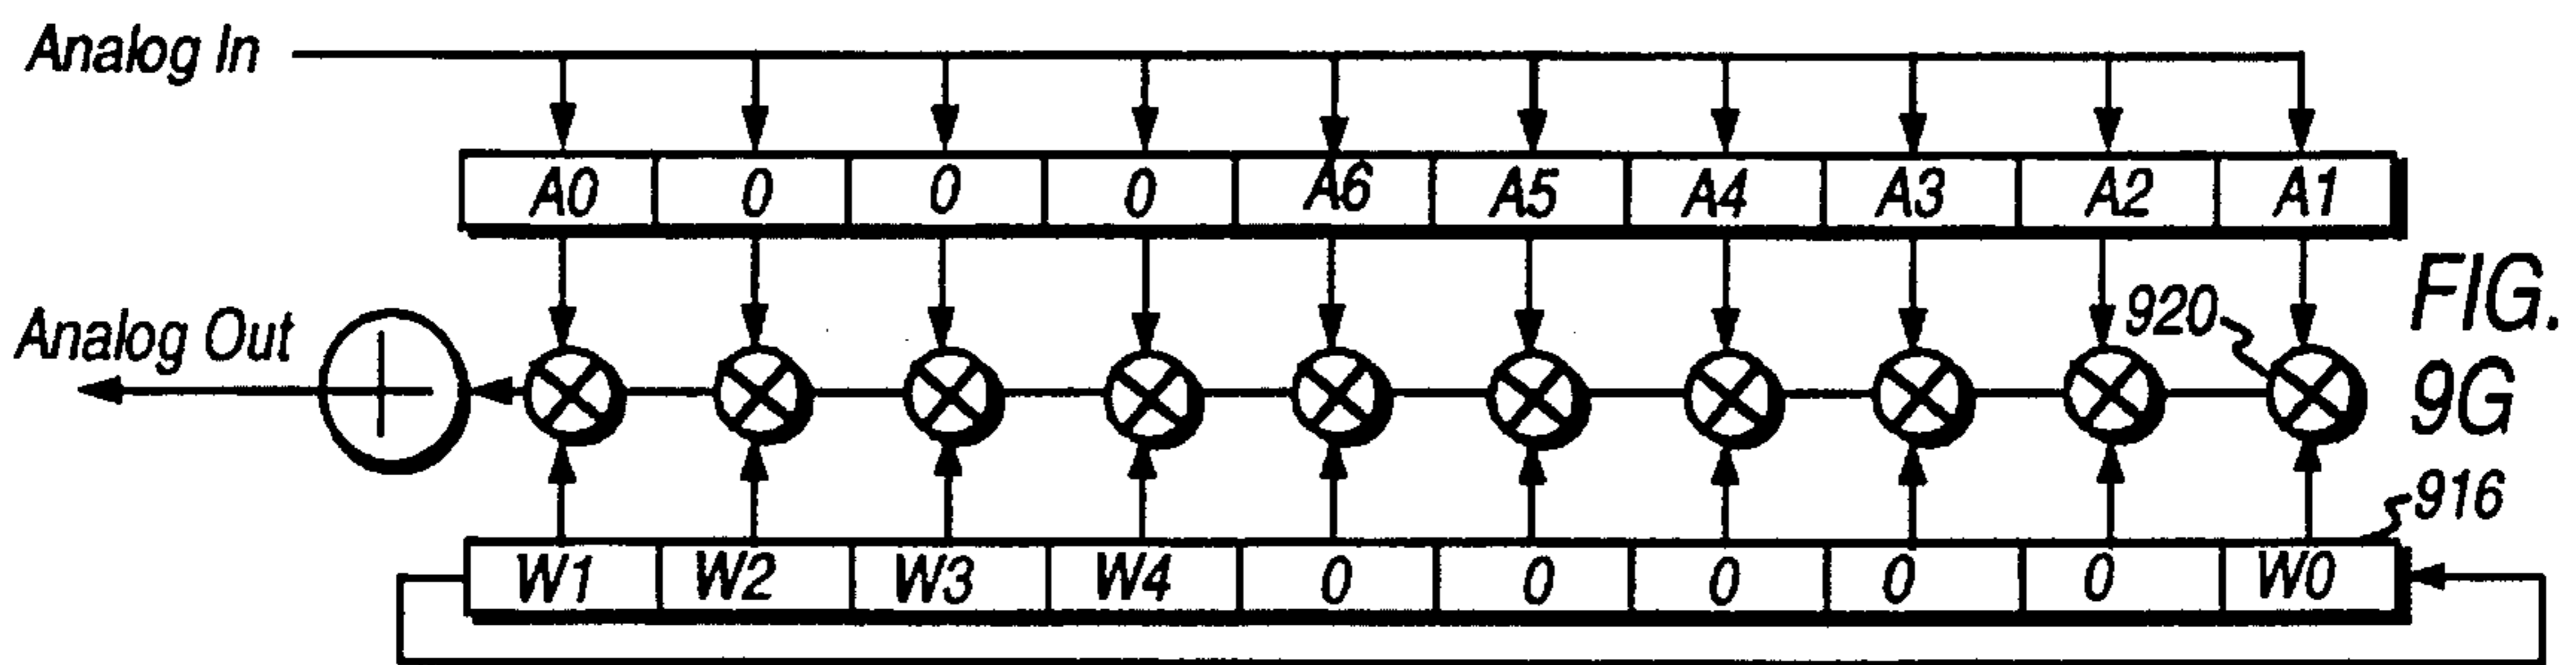 Analog In
A0 0 0 0 A6 A5 A4 A3 A2 A1
Analog Out
920
FIG.
9G
916
W1 W2 W3 W4 0 0 0 0 0 W0